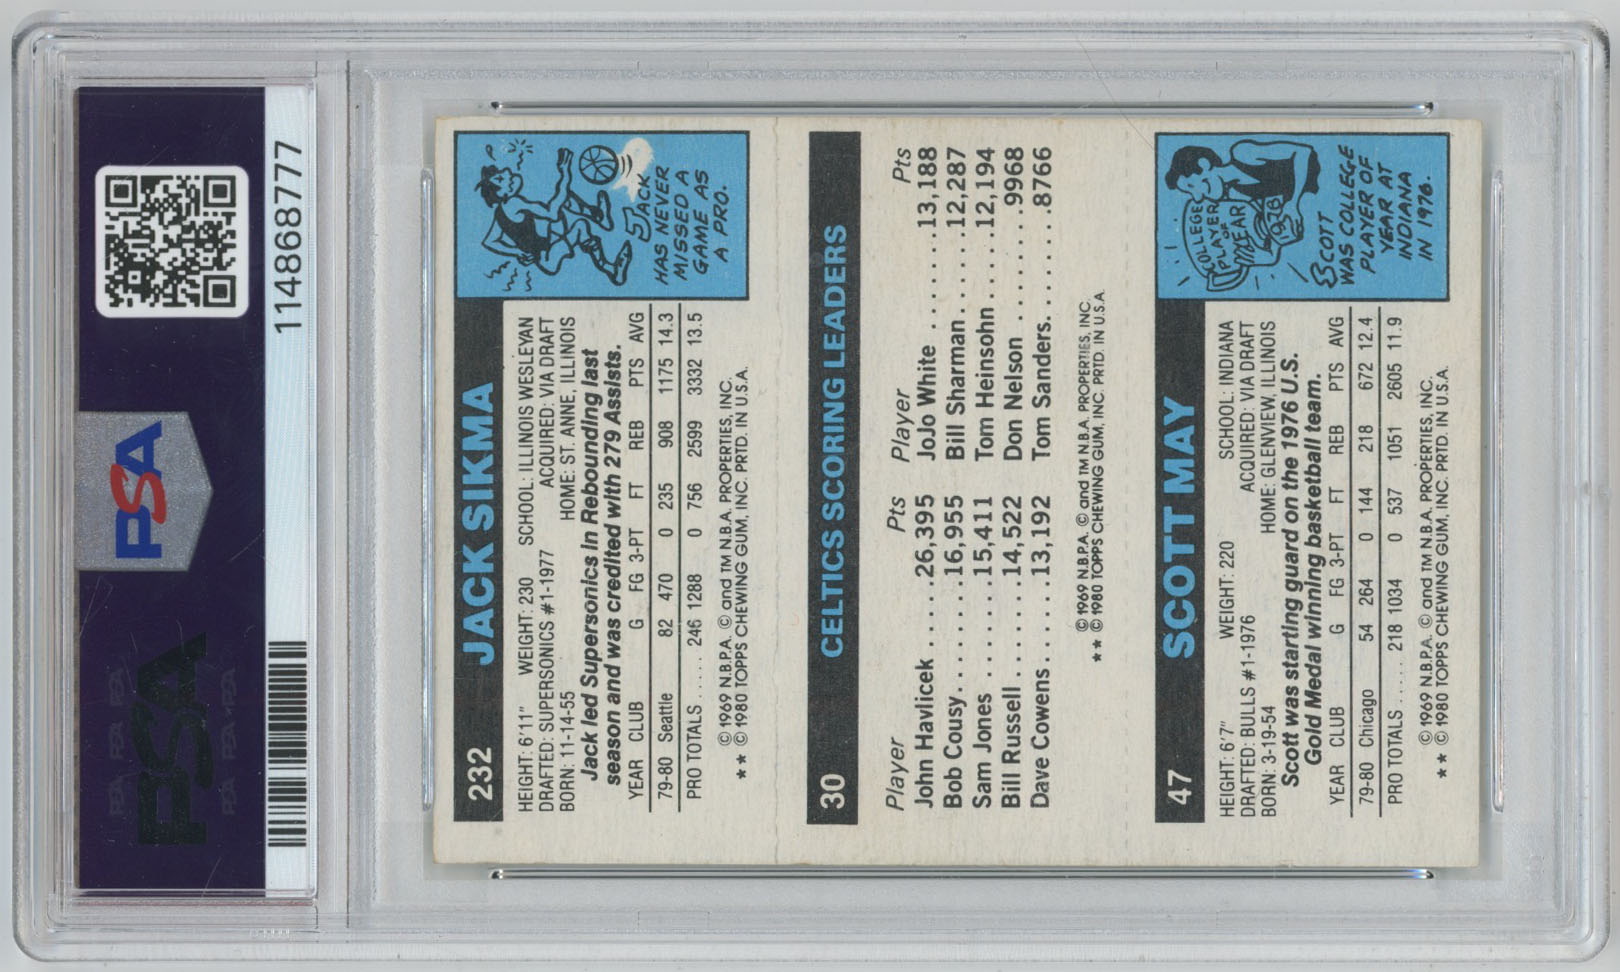 PSA
114868777
PSA
232 JACK SIKMA
HEIGHT: 6'11" WEIGHT: 230 SCHOOL: ILLINOIS WESLEYAN
DRAFTED: SUPERSONICS #1-1977 ACQUIRED: VIA DRAFT
BORN: 11-14-55 HOME: ST. ANNE, ILLINOIS
Jack led Supersonics in Rebounding last
season and was credited with 279 Assists.
YEAR CLUB G FG 3-PT FT REB PTS AVG
79-80 Seattle 82 470 0 235 908 1175 14.3
PRO TOTALS ..... 246 1288 0 756 2599 3332 13.5
© 1969 N.B.P.A. © and TM N.B.A. PROPERTIES, INC.
** © 1980 TOPPS CHEWING GUM, INC. PRTD. IN U.S.A.
JACK
HAS NEVER
MISSED A
GAME AS
A PRO.
30 CELTICS SCORING LEADERS
Player Pts Player Pts
John Havlicek ......26,395 JoJo White ......13,188
Bob Cousy........16,955 Bill Sharman.....12,287
Sam Jones .......15,411 Tom Heinsohn....12,194
Bill Russell........14,522 Don Nelson .......9968
Dave Cowens......13,192 Tom Sanders.......8766
© 1969 N.B.P.A. © and TM N.B.A. PROPERTIES, INC.
** © 1980 TOPPS CHEWING GUM, INC. PRTD. IN U.S.A.
47 SCOTT MAY
HEIGHT: 6'7" WEIGHT: 220 SCHOOL: INDIANA
DRAFTED: BULLS #1-1976 ACQUIRED: VIA DRAFT
BORN: 3-19-54 HOME: GLENVIEW, ILLINOIS
Scott was starting guard on the 1976 U.S.
Gold Medal winning basketball team.
YEAR CLUB G FG 3-PT FT REB PTS AVG
79-80 Chicago 54 264 0 144 218 672 12.4
PRO TOTALS ..... 218 1034 0 537 1051 2605 11.9
© 1969 N.B.P.A. © and TM N.B.A. PROPERTIES, INC.
** © 1980 TOPPS CHEWING GUM, INC. PRTD. IN U.S.A.
COLLEGE
PLAYER
OF
YEAR
1976
SCOTT
WAS COLLEGE
PLAYER OF
YEAR AT
INDIANA
IN 1976.